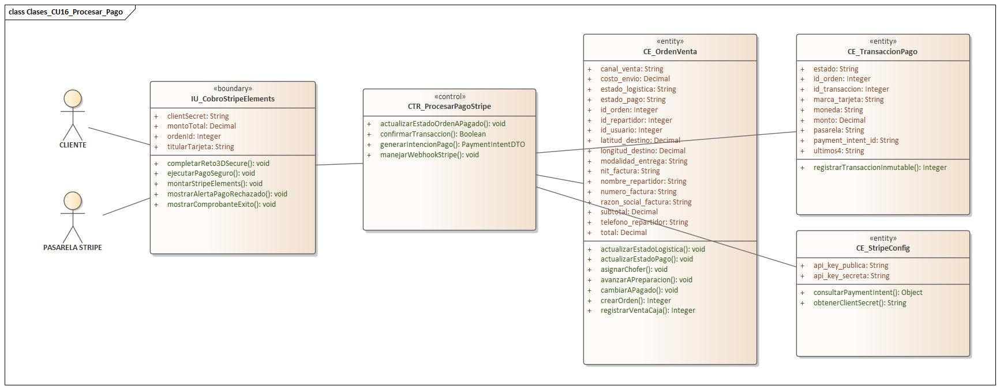 class Clases_CU16_Procesar_Pago
CLIENTE
PASARELA STRIPE
«boundary»
IU_CobroStripeElements
+ clientSecret: String
+ montoTotal: Decimal
+ ordenId: Integer
+ titularTarjeta: String
+ completarReto3DSecure(): void
+ ejecutarPagoSeguro(): void
+ montarStripeElements(): void
+ mostrarAlertaPagoRechazado(): void
+ mostrarComprobanteExito(): void
«control»
CTR_ProcesarPagoStripe
+ actualizarEstadoOrdenAPagado(): void
+ confirmarTransaccion(): Boolean
+ generarIntencionPago(): PaymentIntentDTO
+ manejarWebhookStripe(): void
«entity»
CE_OrdenVenta
+ canal_venta: String
+ costo_envio: Decimal
+ estado_logistica: String
+ estado_pago: String
+ id_orden: Integer
+ id_repartidor: Integer
+ id_usuario: Integer
+ latitud_destino: Decimal
+ longitud_destino: Decimal
+ modalidad_entrega: String
+ nit_factura: String
+ nombre_repartidor: String
+ numero_factura: String
+ razon_social_factura: String
+ subtotal: Decimal
+ telefono_repartidor: String
+ total: Decimal
+ actualizarEstadoLogistica(): void
+ actualizarEstadoPago(): void
+ asignarChofer(): void
+ avanzarAPreparacion(): void
+ cambiarAPagado(): void
+ crearOrden(): Integer
+ registrarVentaCaja(): Integer
«entity»
CE_TransaccionPago
+ estado: String
+ id_orden: Integer
+ id_transaccion: Integer
+ marca_tarjeta: String
+ moneda: String
+ monto: Decimal
+ pasarela: String
+ payment_intent_id: String
+ ultimos4: String
+ registrarTransaccionInmutable(): Integer
«entity»
CE_StripeConfig
+ api_key_publica: String
+ api_key_secreta: String
+ consultarPaymentIntent(): Object
+ obtenerClientSecret(): String